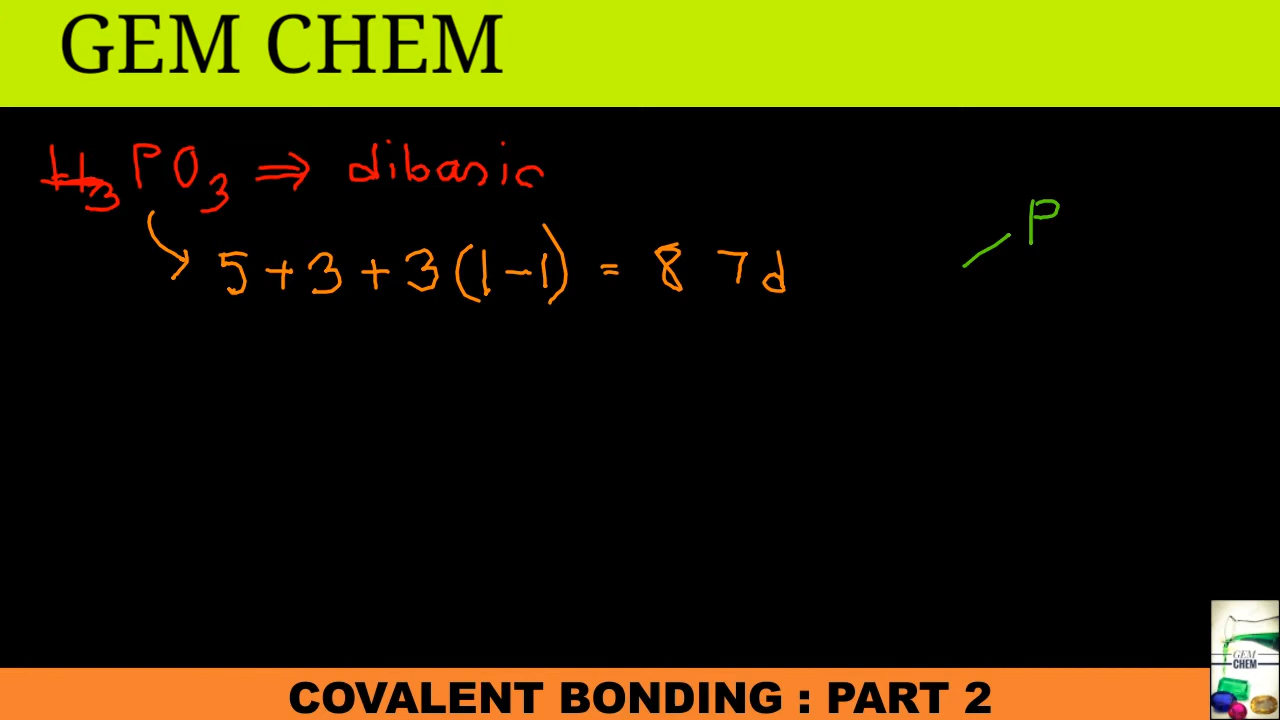 GEM CHEM
H₃PO₃ ⇒ dibasic
5 + 3 + 3 (1 - 1) = 8 7d
P
GEM
CHEM
COVALENT BONDING : PART 2